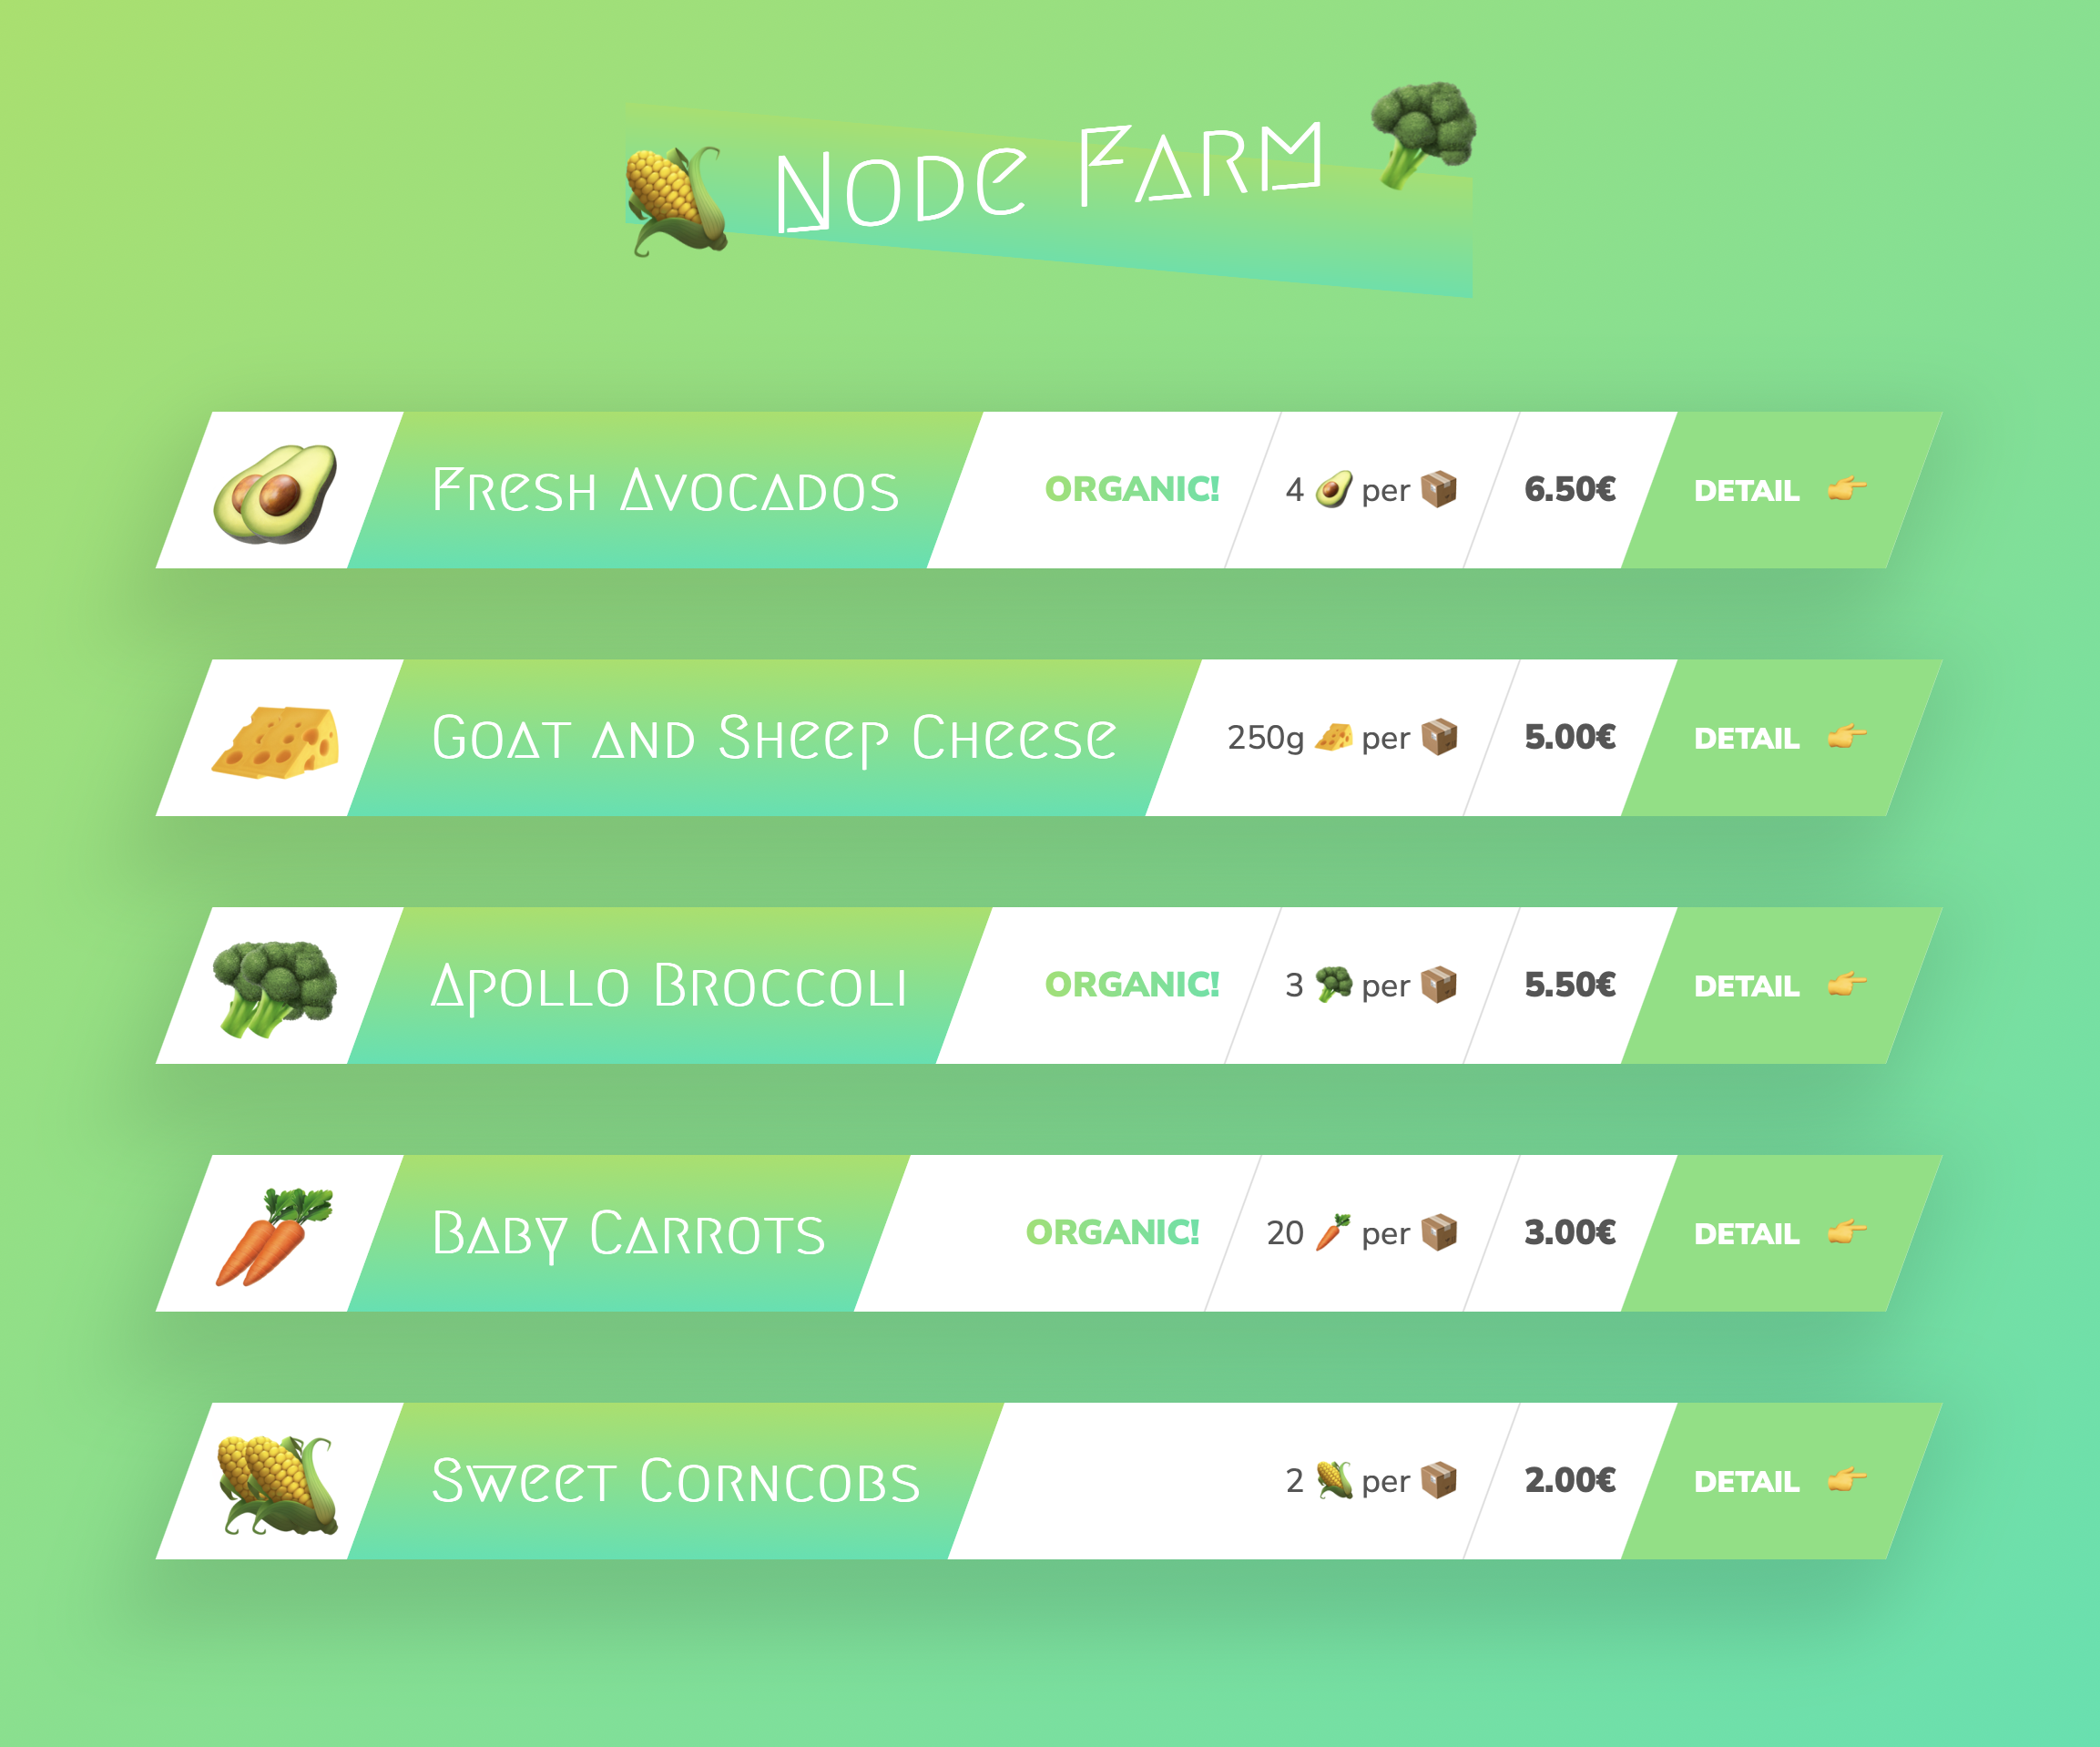 🌽 Node Farm 🥦
Fresh Avocados ORGANIC! 4 🥑 per 📦 6.50€ DETAIL 👉
Goat and Sheep Cheese 250g 🧀 per 📦 5.00€ DETAIL 👉
Apollo Broccoli ORGANIC! 3 🥦 per 📦 5.50€ DETAIL 👉
Baby Carrots ORGANIC! 20 🥕 per 📦 3.00€ DETAIL 👉
Sweet Corncobs 2 🌽 per 📦 2.00€ DETAIL 👉